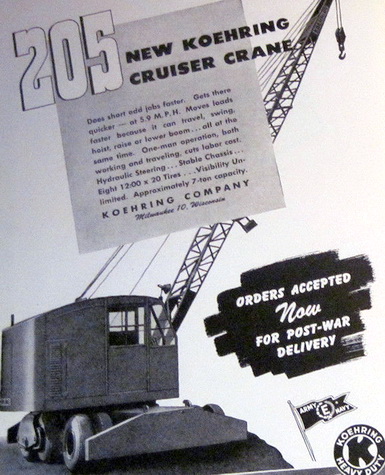 205 NEW KOEHRING
CRUISER CRANE
Does short odd jobs faster. Gets there
quicker — at 5.9 M.P.H. Moves loads
faster because it can travel, swing,
hoist, raise or lower boom...all at the
same time. One-man operation, both
working and traveling, cuts labor cost.
Hydraulic Steering... Stable Chassis...
Eight 12:00 x 20 Tires... Visibility Un-
limited. Approximately 7-ton capacity.
KOEHRING COMPANY
Milwaukee 10, Wisconsin
ORDERS ACCEPTED
Now
FOR POST-WAR
DELIVERY
ARMY E NAVY
KOEHRING
K
HEAVY DUTY